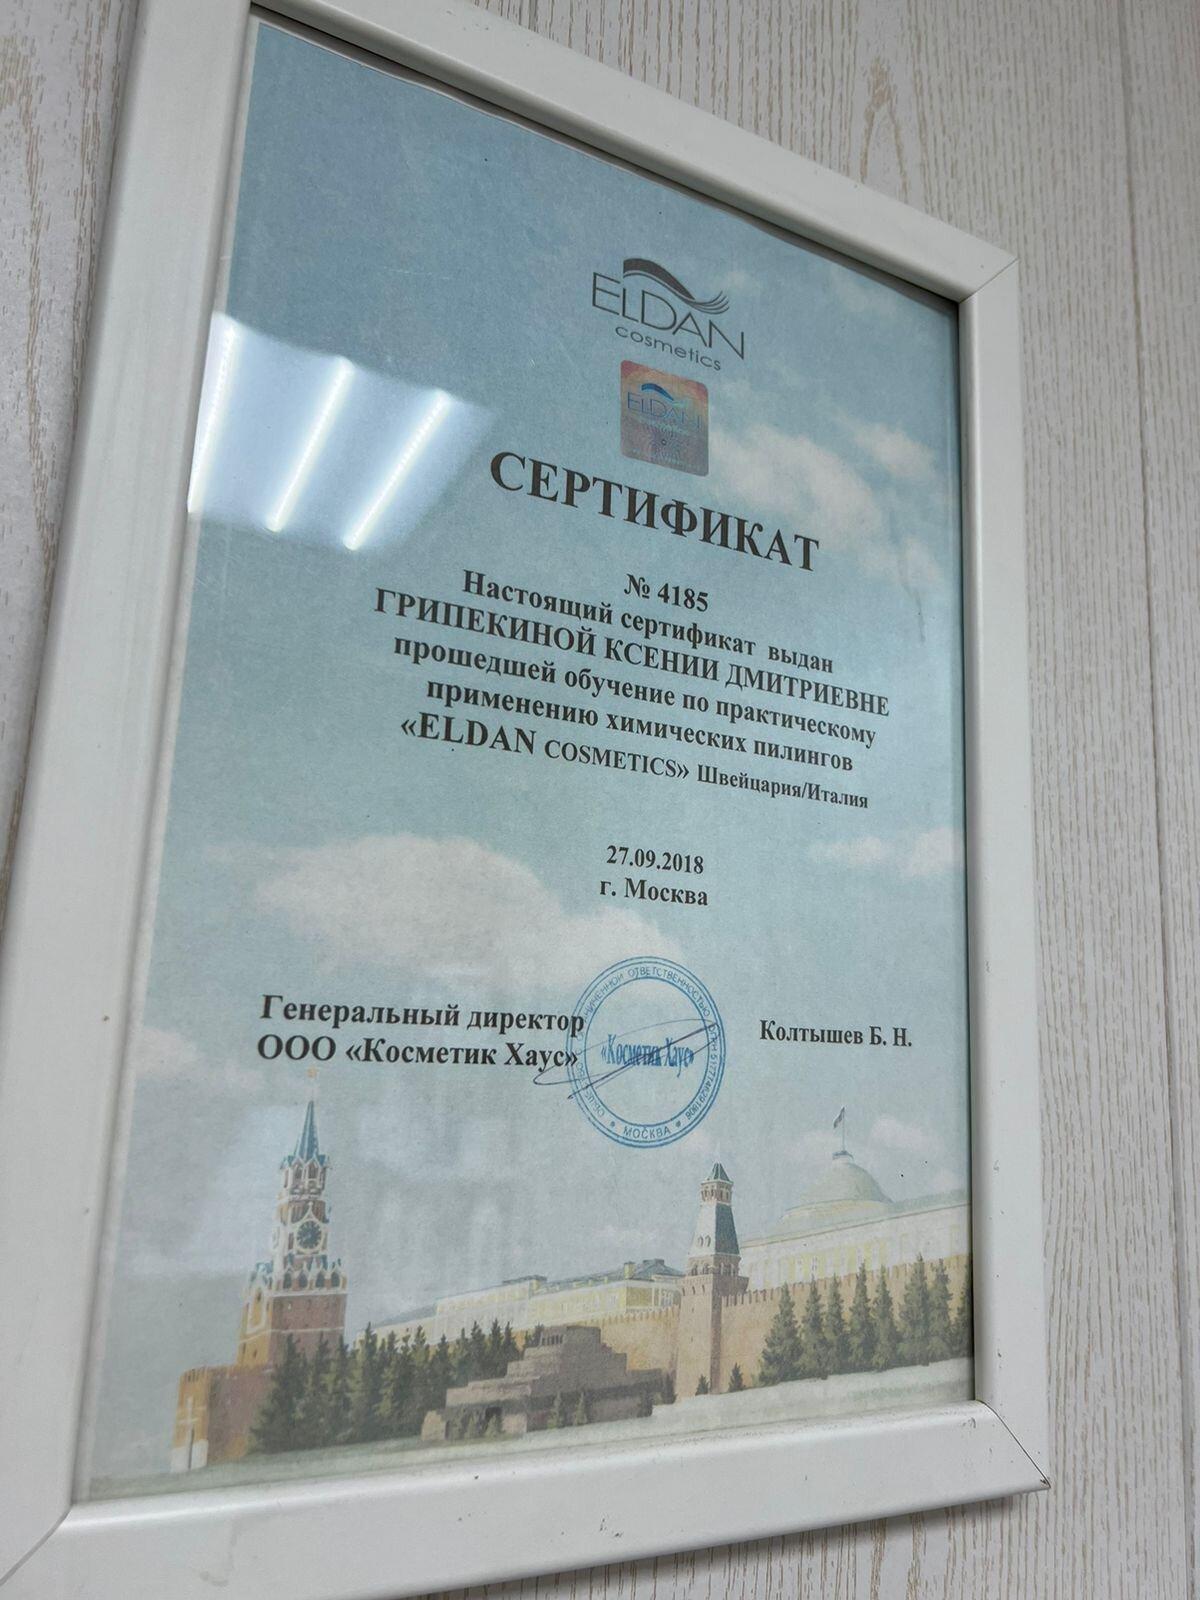 ELDAN
cosmetics
ELDAN
СЕРТИФИКАТ
№ 4185
Настоящий сертификат выдан
ГРИПЕКИНОЙ КСЕНИИ ДМИТРИЕВНЕ
прошедшей обучение по практическому
применению химических пилингов
«ELDAN COSMETICS» Швейцария/Италия
27.09.2018
г. Москва
Генеральный директор
ООО «Косметик Хаус»
«Косметик Хаус»
МОСКВА
Колтышев Б. Н.